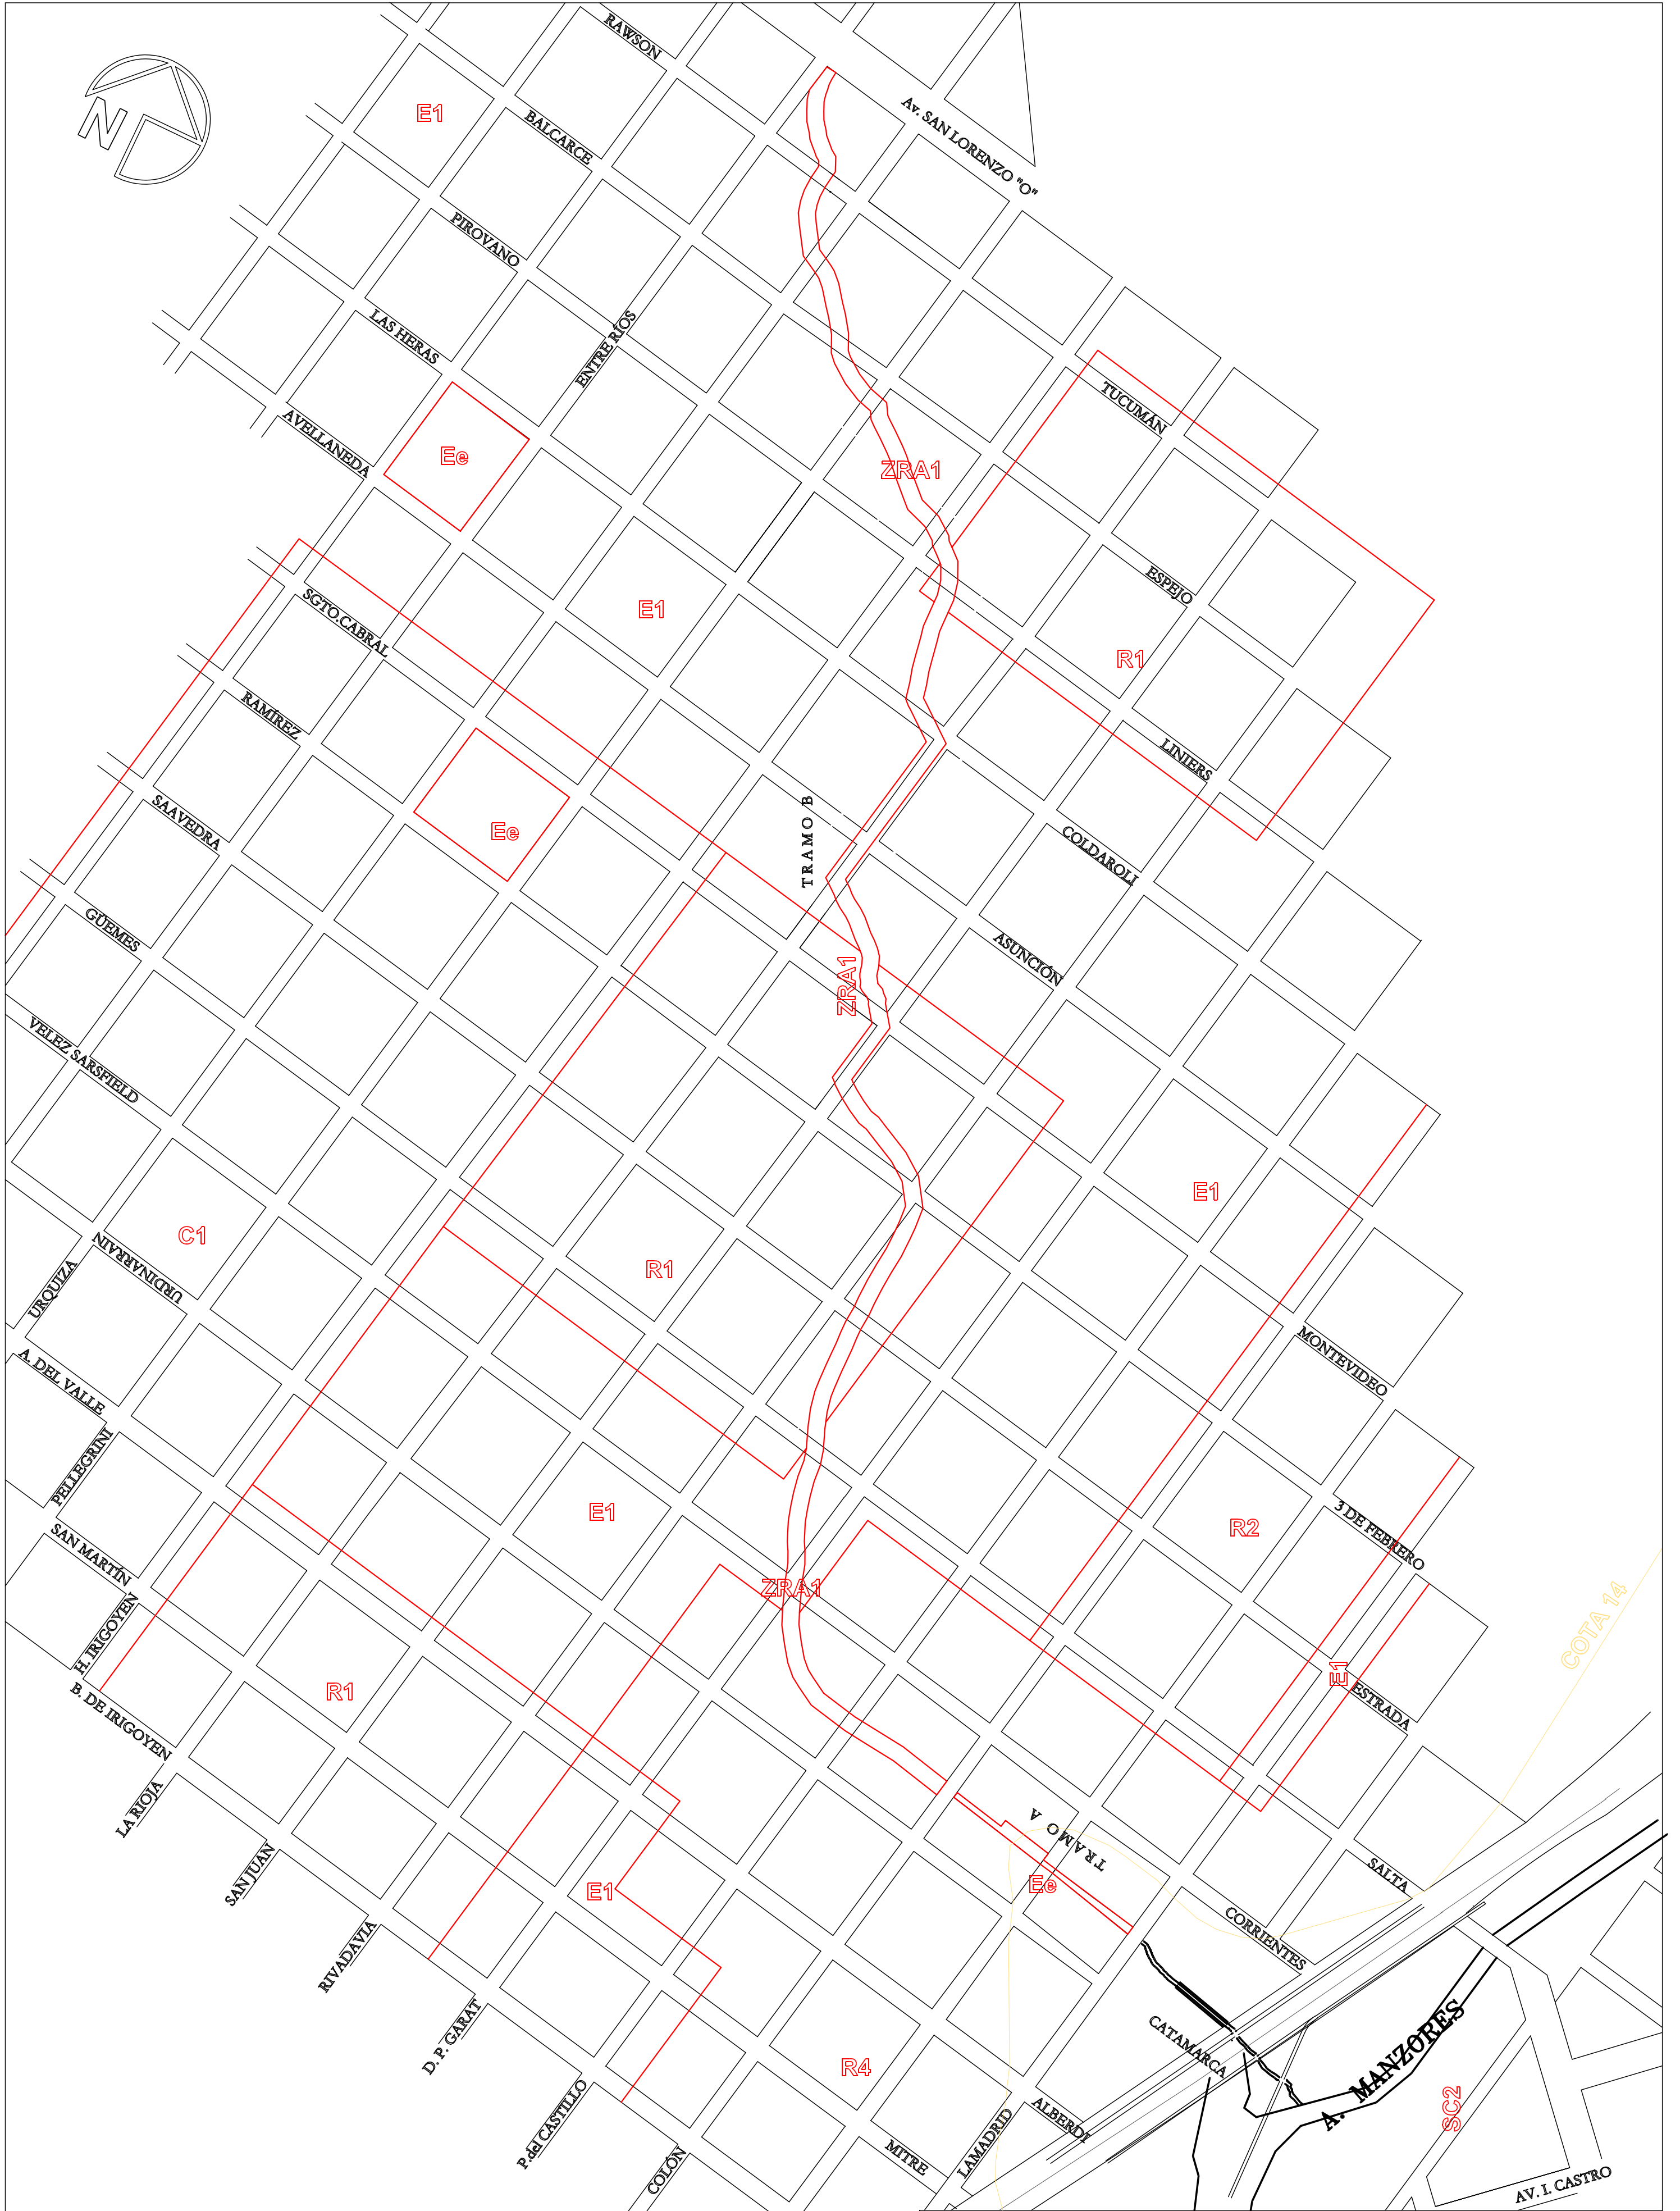 RAWSON
N
E1
Av. SAN LORENZO "O"
BALCARCE
PIROVANO
LAS HERAS
ENTRE RÍOS
TUCUMÁN
AVELLANEDA
Ee
ZRA1
ESPEJO
SGTO.CABRAL
E1
R1
RAMÍREZ
LINIERS
SAAVEDRA
Ee
TRAMO B
COLDAROLI
GÜEMES
ASUNCIÓN
ZRA1
VELEZ SARSFIELD
E1
C1
URDINARRAIN
URQUIZA
R1
MONTEVIDEO
A. DEL VALLE
PELLEGRINI
E1
R2
3 DE FEBRERO
SAN MARTÍN
ZRA1
COTA 14
H. IRIGOYEN
R1
E1
ESTRADA
B. DE IRIGOYEN
LA RIOJA
TRAMO A
SALTA
SAN JUAN
E1
Ee
CORRIENTES
RIVADAVIA
D. P. GARAT
CATAMARCA
A. MANZORES
R4
SC2
P.del CASTILLO
ALBERDI
LAMADRID
MITRE
COLÓN
AV. I. CASTRO